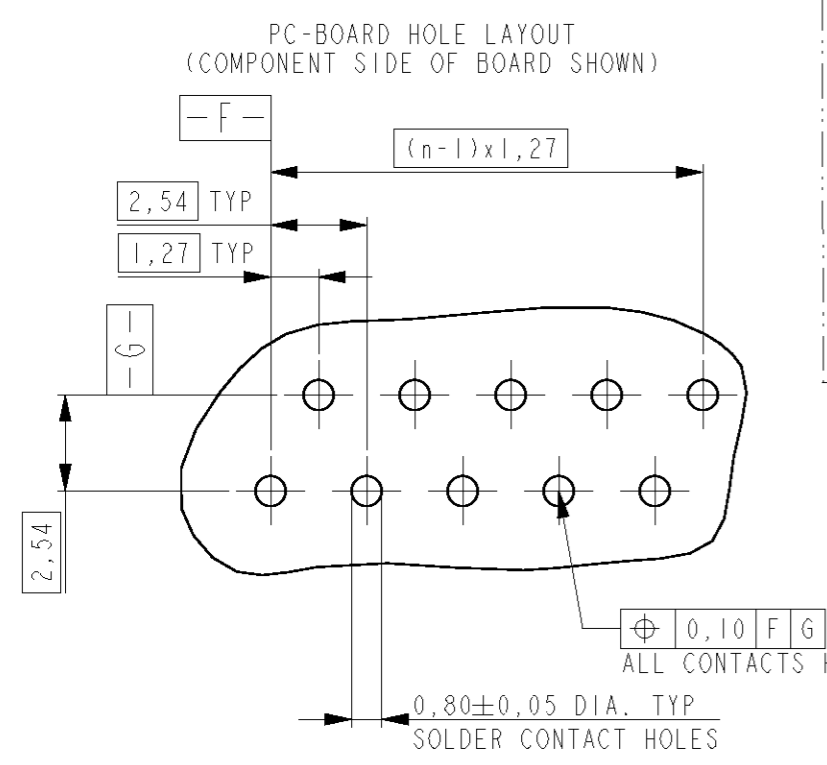 PC-BOARD HOLE LAYOUT
(COMPONENT SIDE OF BOARD SHOWN)
-F-
(n-1)x1,27
2,54 TYP
1,27 TYP
-G-
2,54
⌖ 0,10 F G
ALL CONTACTS
0,80±0,05 DIA. TYP
SOLDER CONTACT HOLES